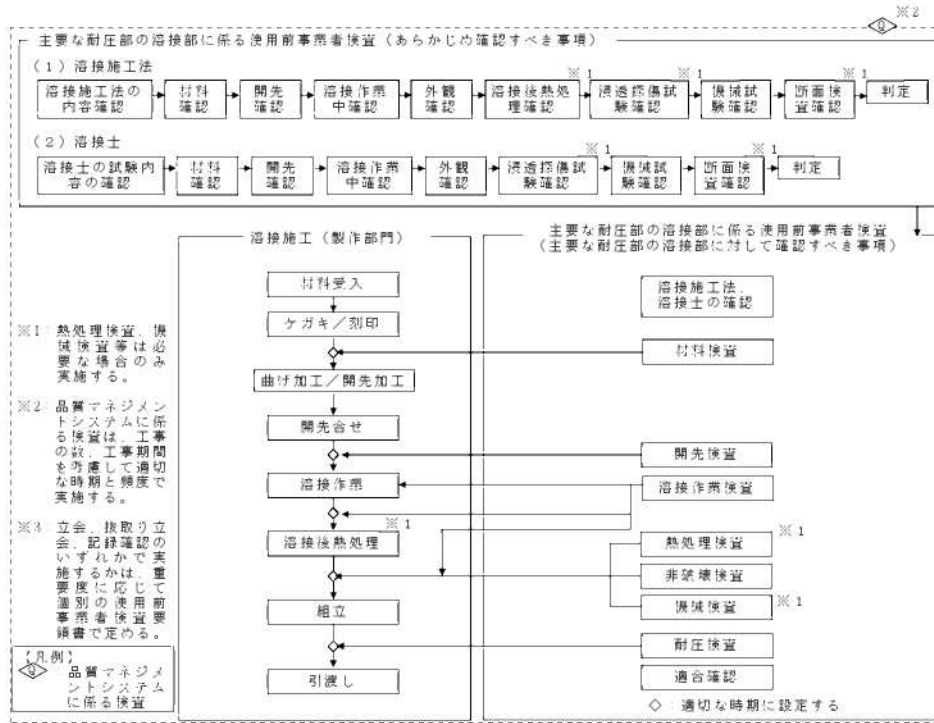 ※2
Q
主要な耐圧部の溶接部に係る使用前事業者検査（あらかじめ確認すべき事項）
（1）溶接施工法
※1
※1
※1
溶接施工法の
内容確認
材料
確認
開先
確認
溶接作業
中確認
外観
確認
溶接後熱処
理確認
浸透探傷試
験確認
機械試
験確認
断面検
査確認
判定
（2）溶接士
※1
※1
溶接士の試験内
容の確認
材料
確認
開先
確認
溶接作業
中確認
外観
確認
浸透探傷試
験確認
機械試
験確認
断面検
査確認
判定
溶接施工（製作部門）
材料受入
ケガキ／刻印
曲げ加工／開先加工
開先合せ
溶接作業
※1
溶接後熱処理
組立
引渡し
主要な耐圧部の溶接部に係る使用前事業者検査
（主要な耐圧部の溶接部に対して確認すべき事項）
溶接施工法、
溶接士の確認
材料検査
開先検査
溶接作業検査
熱処理検査
※1
非破壊検査
機械検査
※1
耐圧検査
適合確認
◇：適切な時期に設定する
※1：熱処理検査、機
械検査等は必
要な場合のみ
実施する。
※2：品質マネジメン
トシステムに係
る検査は、工事
の数、工事期間
を考慮して適切
な時期と頻度で
実施する。
※3：立会、抜取り立
会、記録確認の
いずれかで実
施するかは、重
要度に応じて
個別の使用前
事業者検査要
領書で定める。
【凡例】
Q：品質マネジメ
ントシステム
に係る検査